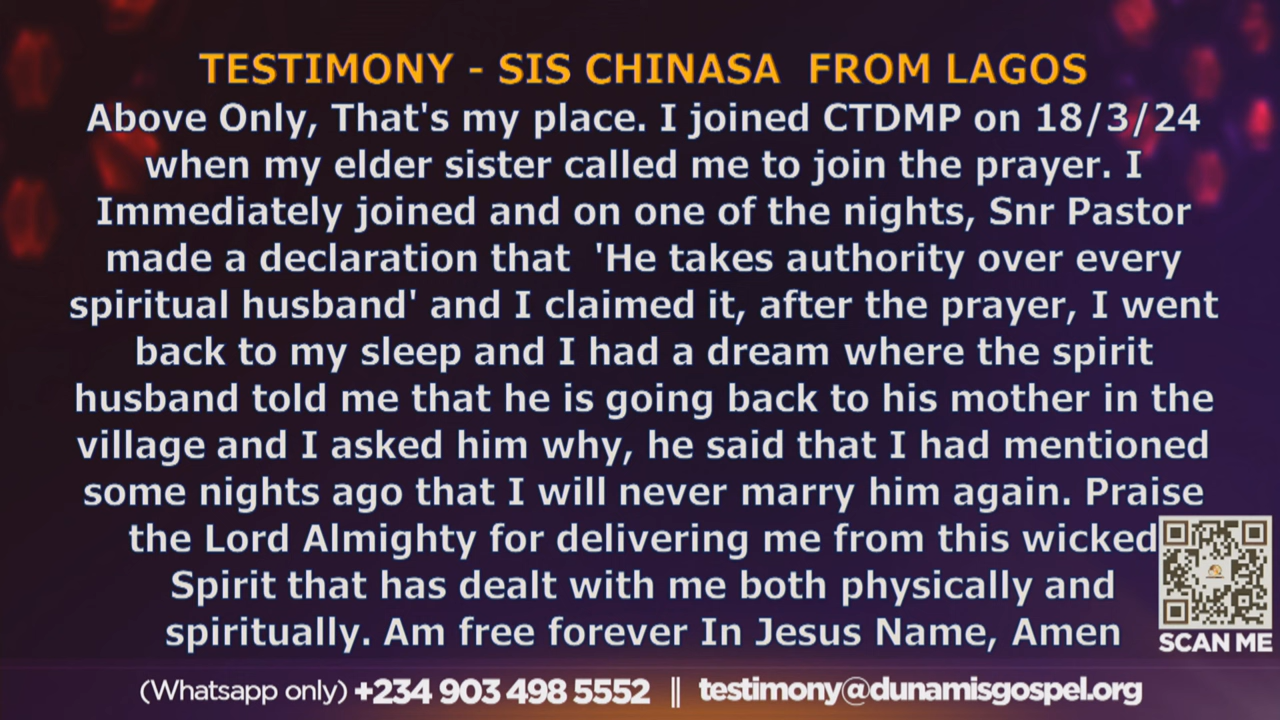 TESTIMONY - SIS CHINASA FROM LAGOS
Above Only, That's my place. I joined CTDMP on 18/3/24
when my elder sister called me to join the prayer. I
Immediately joined and on one of the nights, Snr Pastor
made a declaration that 'He takes authority over every
spiritual husband' and I claimed it, after the prayer, I went
back to my sleep and I had a dream where the spirit
husband told me that he is going back to his mother in the
village and I asked him why, he said that I had mentioned
some nights ago that I will never marry him again. Praise
the Lord Almighty for delivering me from this wicked
Spirit that has dealt with me both physically and
spiritually. Am free forever In Jesus Name, Amen
SCAN ME
(Whatsapp only) +234 903 498 5552 || testimony@dunamisgospel.org